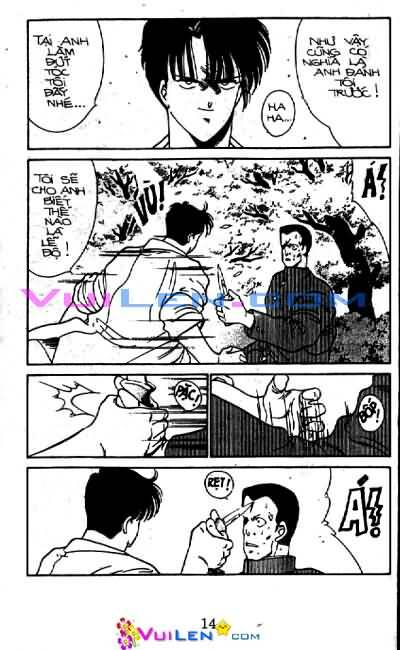 NHƯ VẬY
CŨNG CÓ
NGHĨA LÀ
ANH ĐÁNH
TÔI
TRƯỚC!
TẠI ANH
LÀM
ĐỨT
TÓC
TÔI
ĐẤY
NHÉ...
HA
HA...
Á!
VÙ!
TÔI SẼ
CHO ANH
BIẾT
THẾ
NÀO
LÀ
LỄ
ĐỘ!
VUILEN.COM
BỐP!
RẸT!
Á!
14
VUILEN.COM